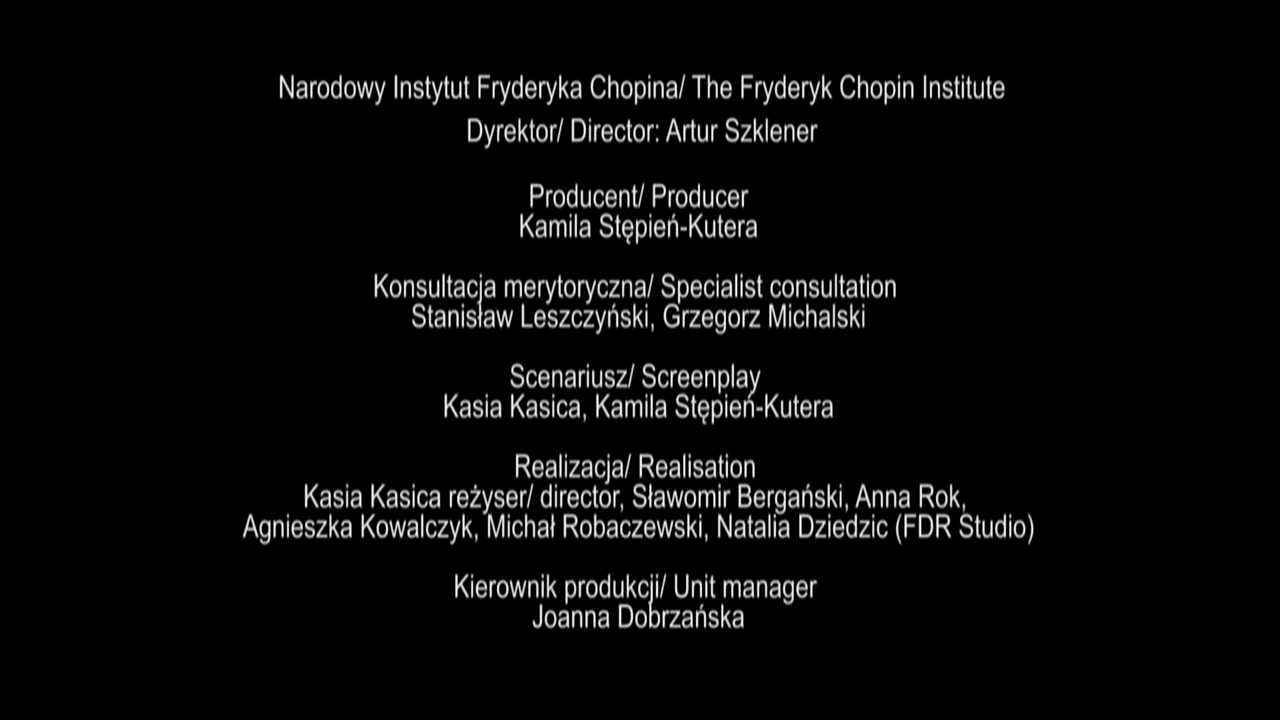 Narodowy Instytut Fryderyka Chopina/ The Fryderyk Chopin Institute
Dyrektor/ Director: Artur Szklener
Producent/ Producer
Kamila Stępień-Kutera
Konsultacja merytoryczna/ Specialist consultation
Stanisław Leszczyński, Grzegorz Michalski
Scenariusz/ Screenplay
Kasia Kasica, Kamila Stępień-Kutera
Realizacja/ Realisation
Kasia Kasica reżyser/ director, Sławomir Bergański, Anna Rok,
Agnieszka Kowalczyk, Michał Robaczewski, Natalia Dziedzic (FDR Studio)
Kierownik produkcji/ Unit manager
Joanna Dobrzańska